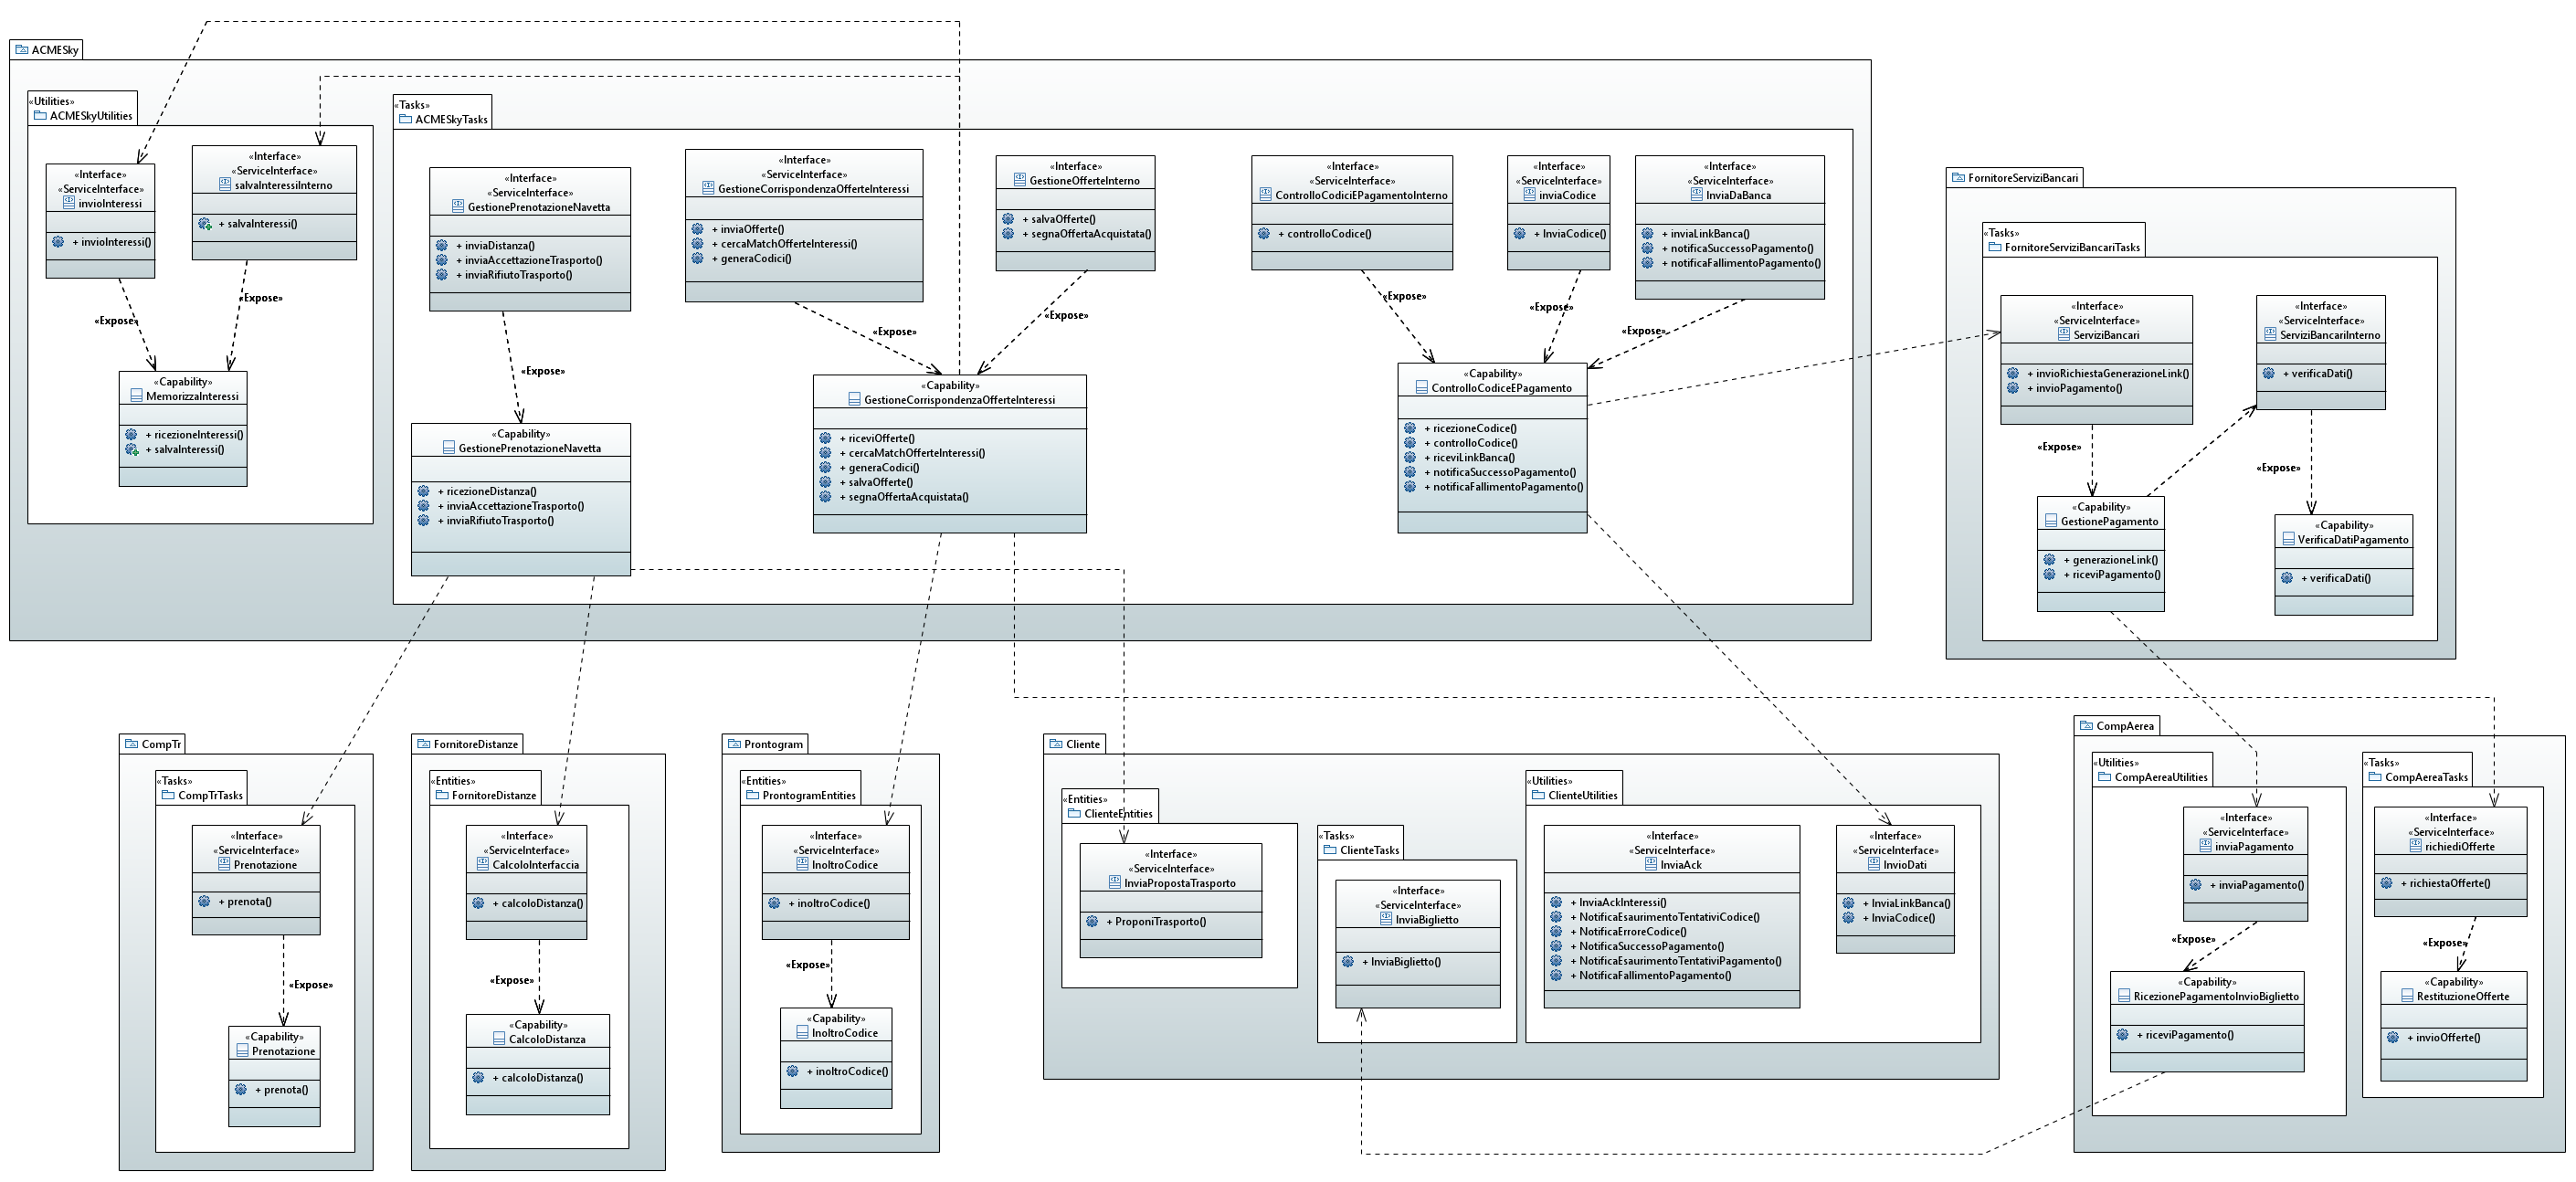 ACMESky
«Utilities»
ACMESkyUtilities
«Interface»
«ServiceInterface»
invioInteressi
+ invioInteressi()
«Interface»
«ServiceInterface»
salvaInteressiInterno
+ salvaInteressi()
«Expose»
«Expose»
«Capability»
MemorizzaInteressi
+ ricezioneInteressi()
+ salvaInteressi()
«Tasks»
ACMESkyTasks
«Interface»
«ServiceInterface»
GestionePrenotazioneNavetta
+ inviaDistanza()
+ inviaAccettazioneTrasporto()
+ inviaRifiutoTrasporto()
«Expose»
«Capability»
GestionePrenotazioneNavetta
+ ricezioneDistanza()
+ inviaAccettazioneTrasporto()
+ inviaRifiutoTrasporto()
«Interface»
«ServiceInterface»
GestioneCorrispondenzaOfferteInteressi
+ inviaOfferte()
+ cercaMatchOfferteInteressi()
+ generaCodici()
«Expose»
«Interface»
GestioneOfferteInterno
+ salvaOfferte()
+ segnaOffertaAcquistata()
«Expose»
«Capability»
GestioneCorrispondenzaOfferteInteressi
+ riceviOfferte()
+ cercaMatchOfferteInteressi()
+ generaCodici()
+ salvaOfferte()
+ segnaOffertaAcquistata()
«Interface»
«ServiceInterface»
ControlloCodiciEPagamentoInterno
+ controlloCodice()
«Expose»
«Interface»
«ServiceInterface»
inviaCodice
+ InviaCodice()
«Expose»
«Interface»
«ServiceInterface»
InviaDaBanca
+ inviaLinkBanca()
+ notificaSuccessoPagamento()
+ notificaFallimentoPagamento()
«Expose»
«Capability»
ControlloCodiceEPagamento
+ ricezioneCodice()
+ controlloCodice()
+ riceviLinkBanca()
+ notificaSuccessoPagamento()
+ notificaFallimentoPagamento()
FornitoreServiziBancari
«Tasks»
FornitoreServiziBancariTasks
«Interface»
«ServiceInterface»
ServiziBancari
+ invioRichiestaGenerazioneLink()
+ invioPagamento()
«Expose»
«Interface»
«ServiceInterface»
ServiziBancariInterno
+ verificaDati()
«Expose»
«Capability»
GestionePagamento
+ generazioneLink()
+ riceviPagamento()
«Capability»
VerificaDatiPagamento
+ verificaDati()
CompTr
«Tasks»
CompTrTasks
«Interface»
«ServiceInterface»
Prenotazione
+ prenota()
«Expose»
«Capability»
Prenotazione
+ prenota()
FornitoreDistanze
«Entities»
FornitoreDistanze
«Interface»
«ServiceInterface»
CalcoloInterfaccia
+ calcoloDistanza()
«Expose»
«Capability»
CalcoloDistanza
+ calcoloDistanza()
Prontogram
«Entities»
ProntogramEntities
«Interface»
«ServiceInterface»
InoltroCodice
+ inoltroCodice()
«Expose»
«Capability»
InoltroCodice
+ inoltroCodice()
Cliente
«Entities»
ClienteEntities
«Interface»
«ServiceInterface»
InviaPropostaTrasporto
+ ProponiTrasporto()
«Tasks»
ClienteTasks
«Interface»
«ServiceInterface»
InviaBiglietto
+ InviaBiglietto()
«Utilities»
ClienteUtilities
«Interface»
«ServiceInterface»
InviaAck
+ InviaAckInteressi()
+ NotificaEsaurimentoTentativiCodice()
+ NotificaErroreCodice()
+ NotificaSuccessoPagamento()
+ NotificaEsaurimentoTentativiPagamento()
+ NotificaFallimentoPagamento()
«Interface»
«ServiceInterface»
InvioDati
+ InviaLinkBanca()
+ InviaCodice()
CompAerea
«Utilities»
CompAereaUtilities
«Interface»
«ServiceInterface»
inviaPagamento
+ inviaPagamento()
«Expose»
«Capability»
RicezionePagamentoInvioBiglietto
+ riceviPagamento()
«Tasks»
CompAereaTasks
«Interface»
«ServiceInterface»
richiediOfferte
+ richiestaOfferte()
«Expose»
«Capability»
RestituzioneOfferte
+ invioOfferte()